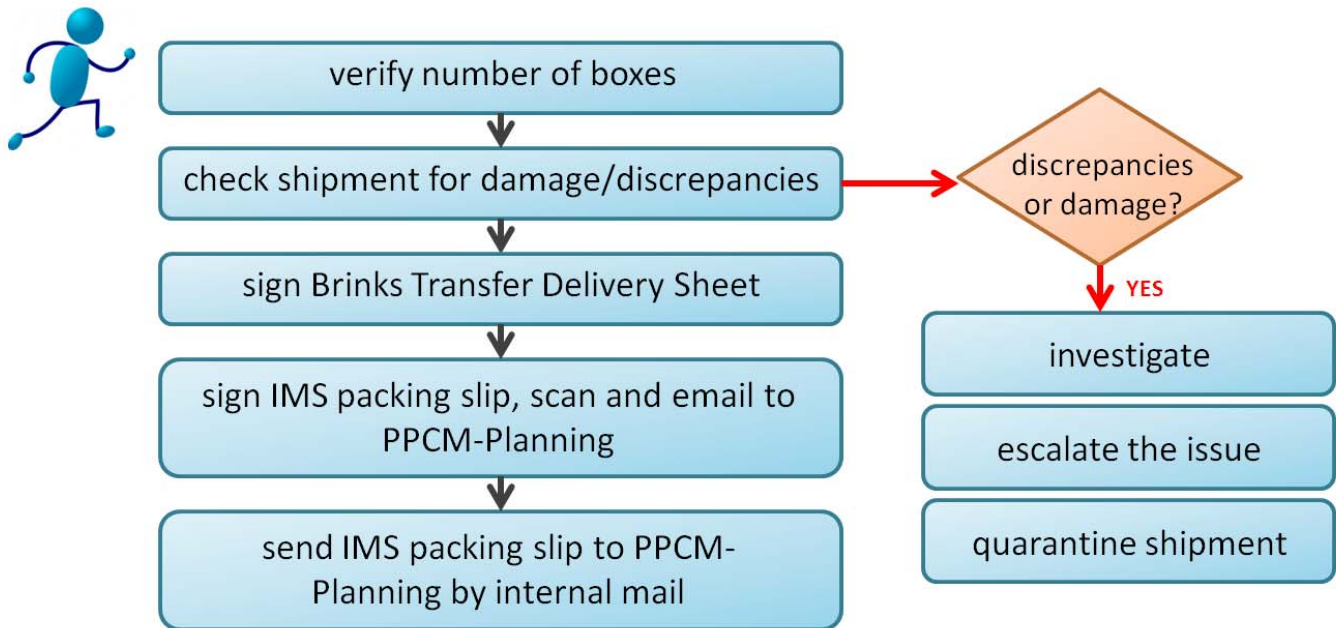 verify number of boxes
check shipment for damage/discrepancies
sign Brinks Transfer Delivery Sheet
sign IMS packing slip, scan and email to
PPCM-Planning
send IMS packing slip to PPCM-
Planning by internal mail
discrepancies
or damage?
YES
investigate
escalate the issue
quarantine shipment